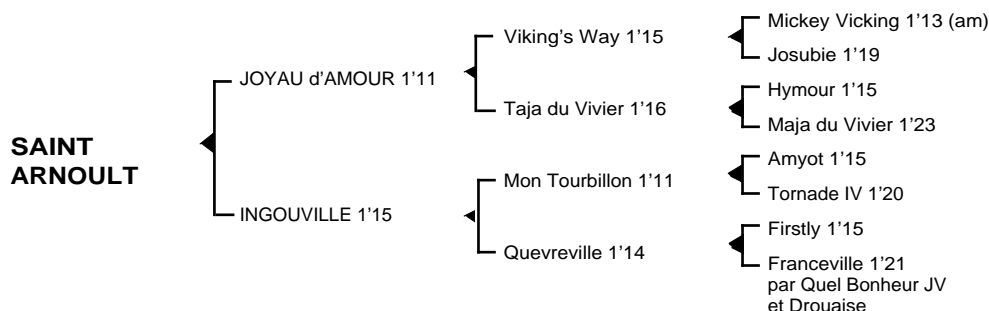 SAINT
ARNOULT
JOYAU d'AMOUR 1'11
INGOUVILLE 1'15
Viking's Way 1'15
Taja du Vivier 1'16
Mon Tourbillon 1'11
Quevreville 1'14
Mickey Vicking 1'13 (am)
Josubie 1'19
Hymour 1'15
Maja du Vivier 1'23
Amyot 1'15
Tornade IV 1'20
Firstly 1'15
Franceville 1'21
par Quel Bonheur JV
et Drouaise